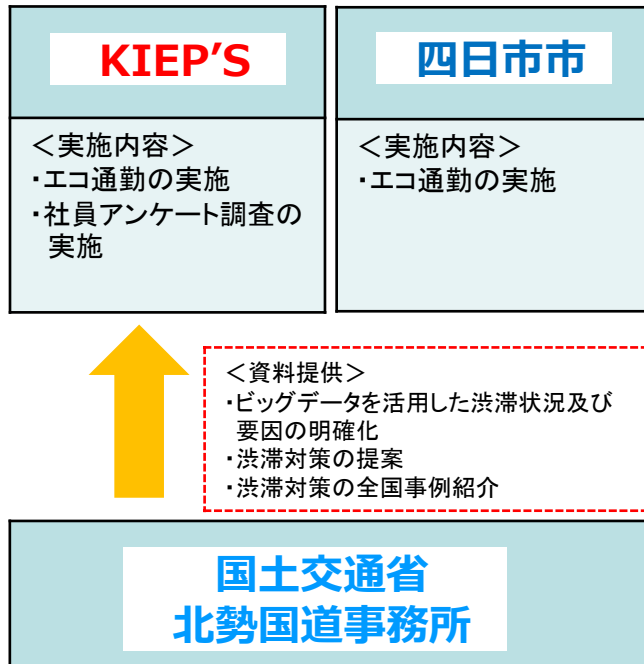 KIEP’S
<実施内容>
・エコ通勤の実施
・社員アンケート調査の
実施
四日市市
<実施内容>
・エコ通勤の実施
<資料提供>
・ビッグデータを活用した渋滞状況及び
要因の明確化
・渋滞対策の提案
・渋滞対策の全国事例紹介
国土交通省
北勢国道事務所